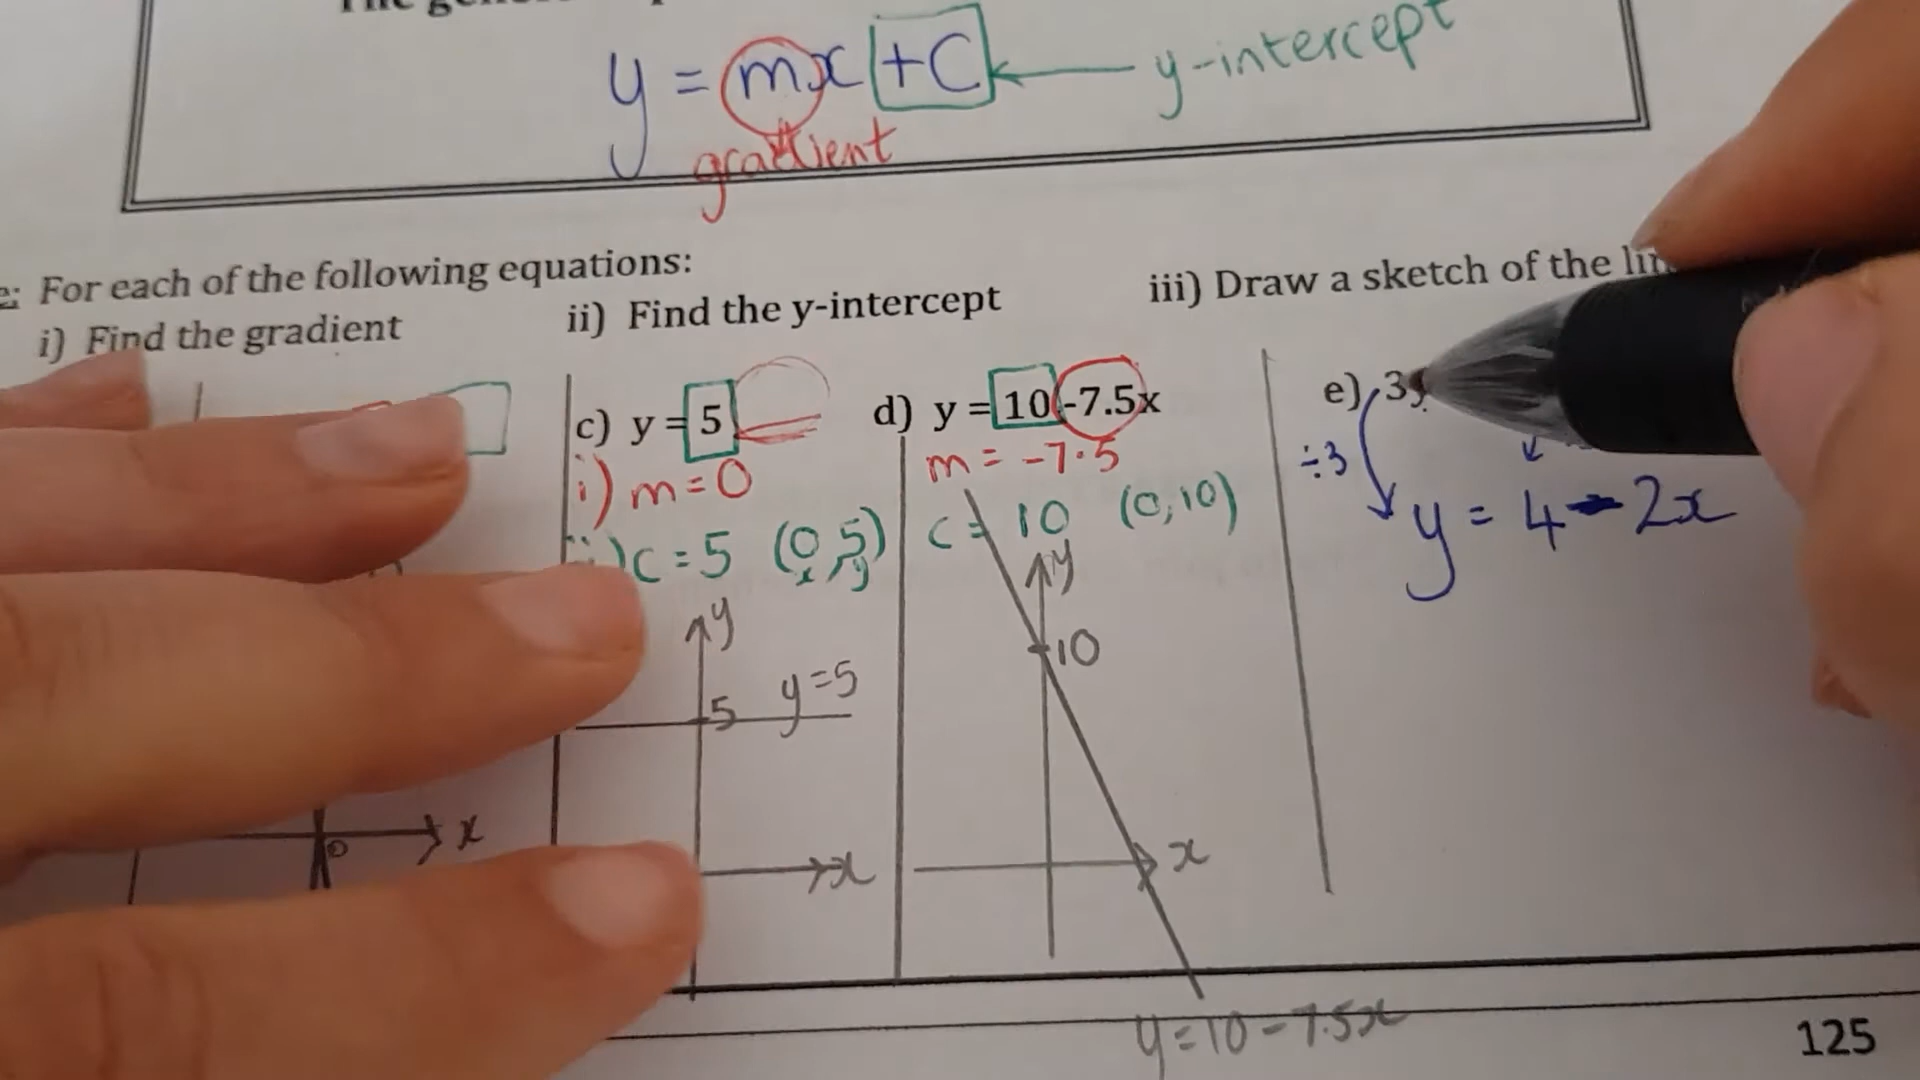 y = mx +C ← y-intercept
gradient
For each of the following equations:
i) Find the gradient
ii) Find the y-intercept
iii) Draw a sketch of the
c) y = 5
i) m = 0
c = 5 (0,5)
x y
y
5 y=5
x
d) y = 10-7.5x
m = -7.5
c = 10 (0,10)
y
10
x
y=10-7.5x
e) 3y
÷3
y = 4-2x
x
0
125